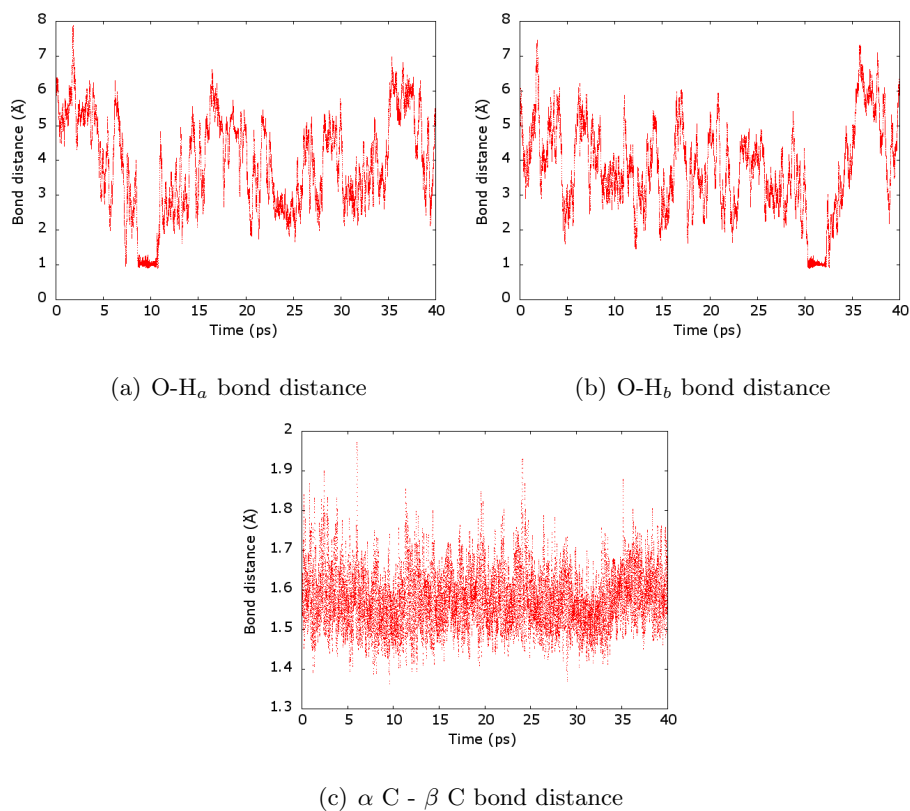 8
7
6
5
4
3
2
1
0
Bond distance (Å)
0 5 10 15 20 25 30 35 40
Time (ps)
(a) O-Hₐ bond distance
8
7
6
5
4
3
2
1
0
Bond distance (Å)
0 5 10 15 20 25 30 35 40
Time (ps)
(b) O-H_b bond distance
2
1.9
1.8
1.7
1.6
1.5
1.4
1.3
Bond distance (Å)
0 5 10 15 20 25 30 35 40
Time (ps)
(c) α C - β C bond distance